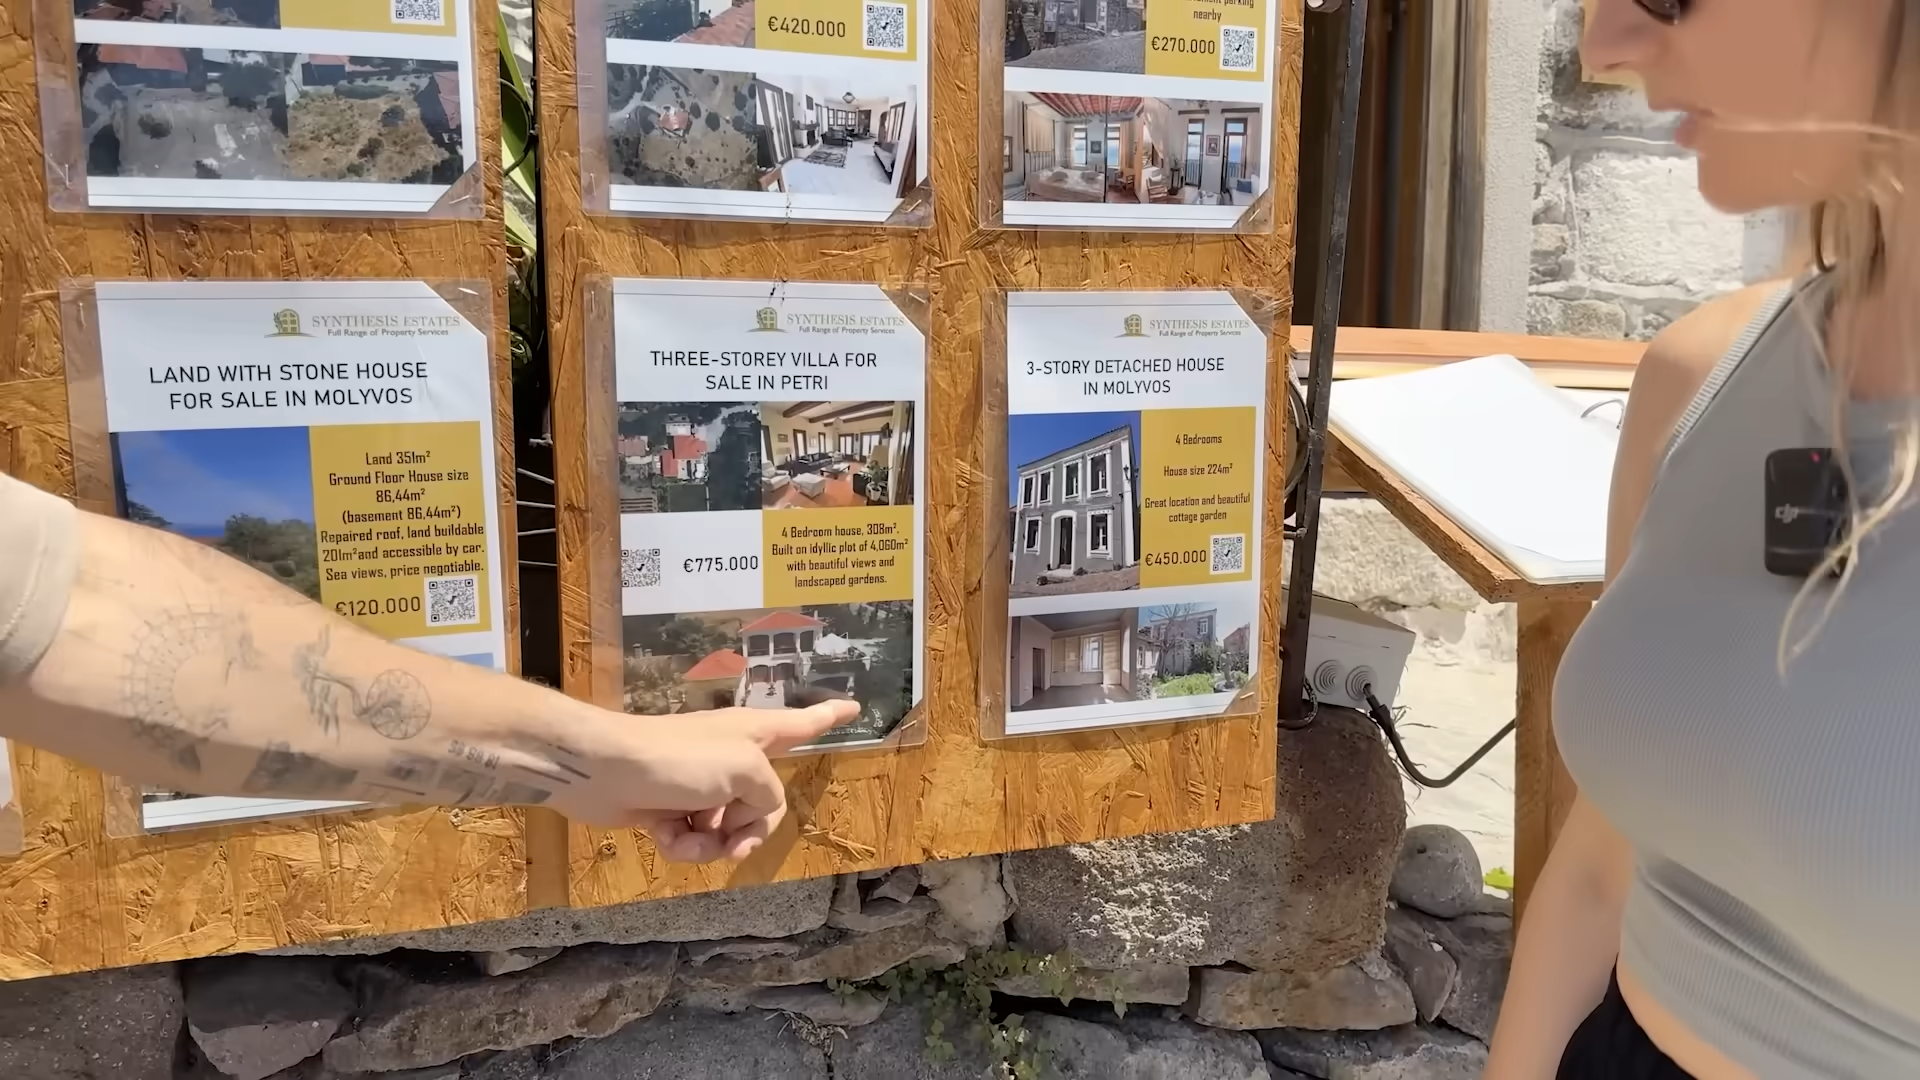 €420.000
parking
nearby
€270.000
SYNTHESIS ESTATES
Full Range of Property Services
LAND WITH STONE HOUSE
FOR SALE IN MOLYVOS
Land 351m²
Ground Floor House size
86,44m²
(basement 86,44m²)
Repaired roof, land buildable
201m²and accessible by car.
Sea views, price negotiable.
€120.000
SYNTHESIS ESTATES
Full Range of Property Services
THREE-STOREY VILLA FOR
SALE IN PETRI
€775.000
4 Bedroom house, 308m².
Built on idyllic plot of 4,060m²
with beautiful views and
landscaped gardens.
SYNTHESIS ESTATES
Full Range of Property Services
3-STORY DETACHED HOUSE
IN MOLYVOS
4 Bedrooms
House size 224m²
Great location and beautiful
cottage garden
€450.000
dji